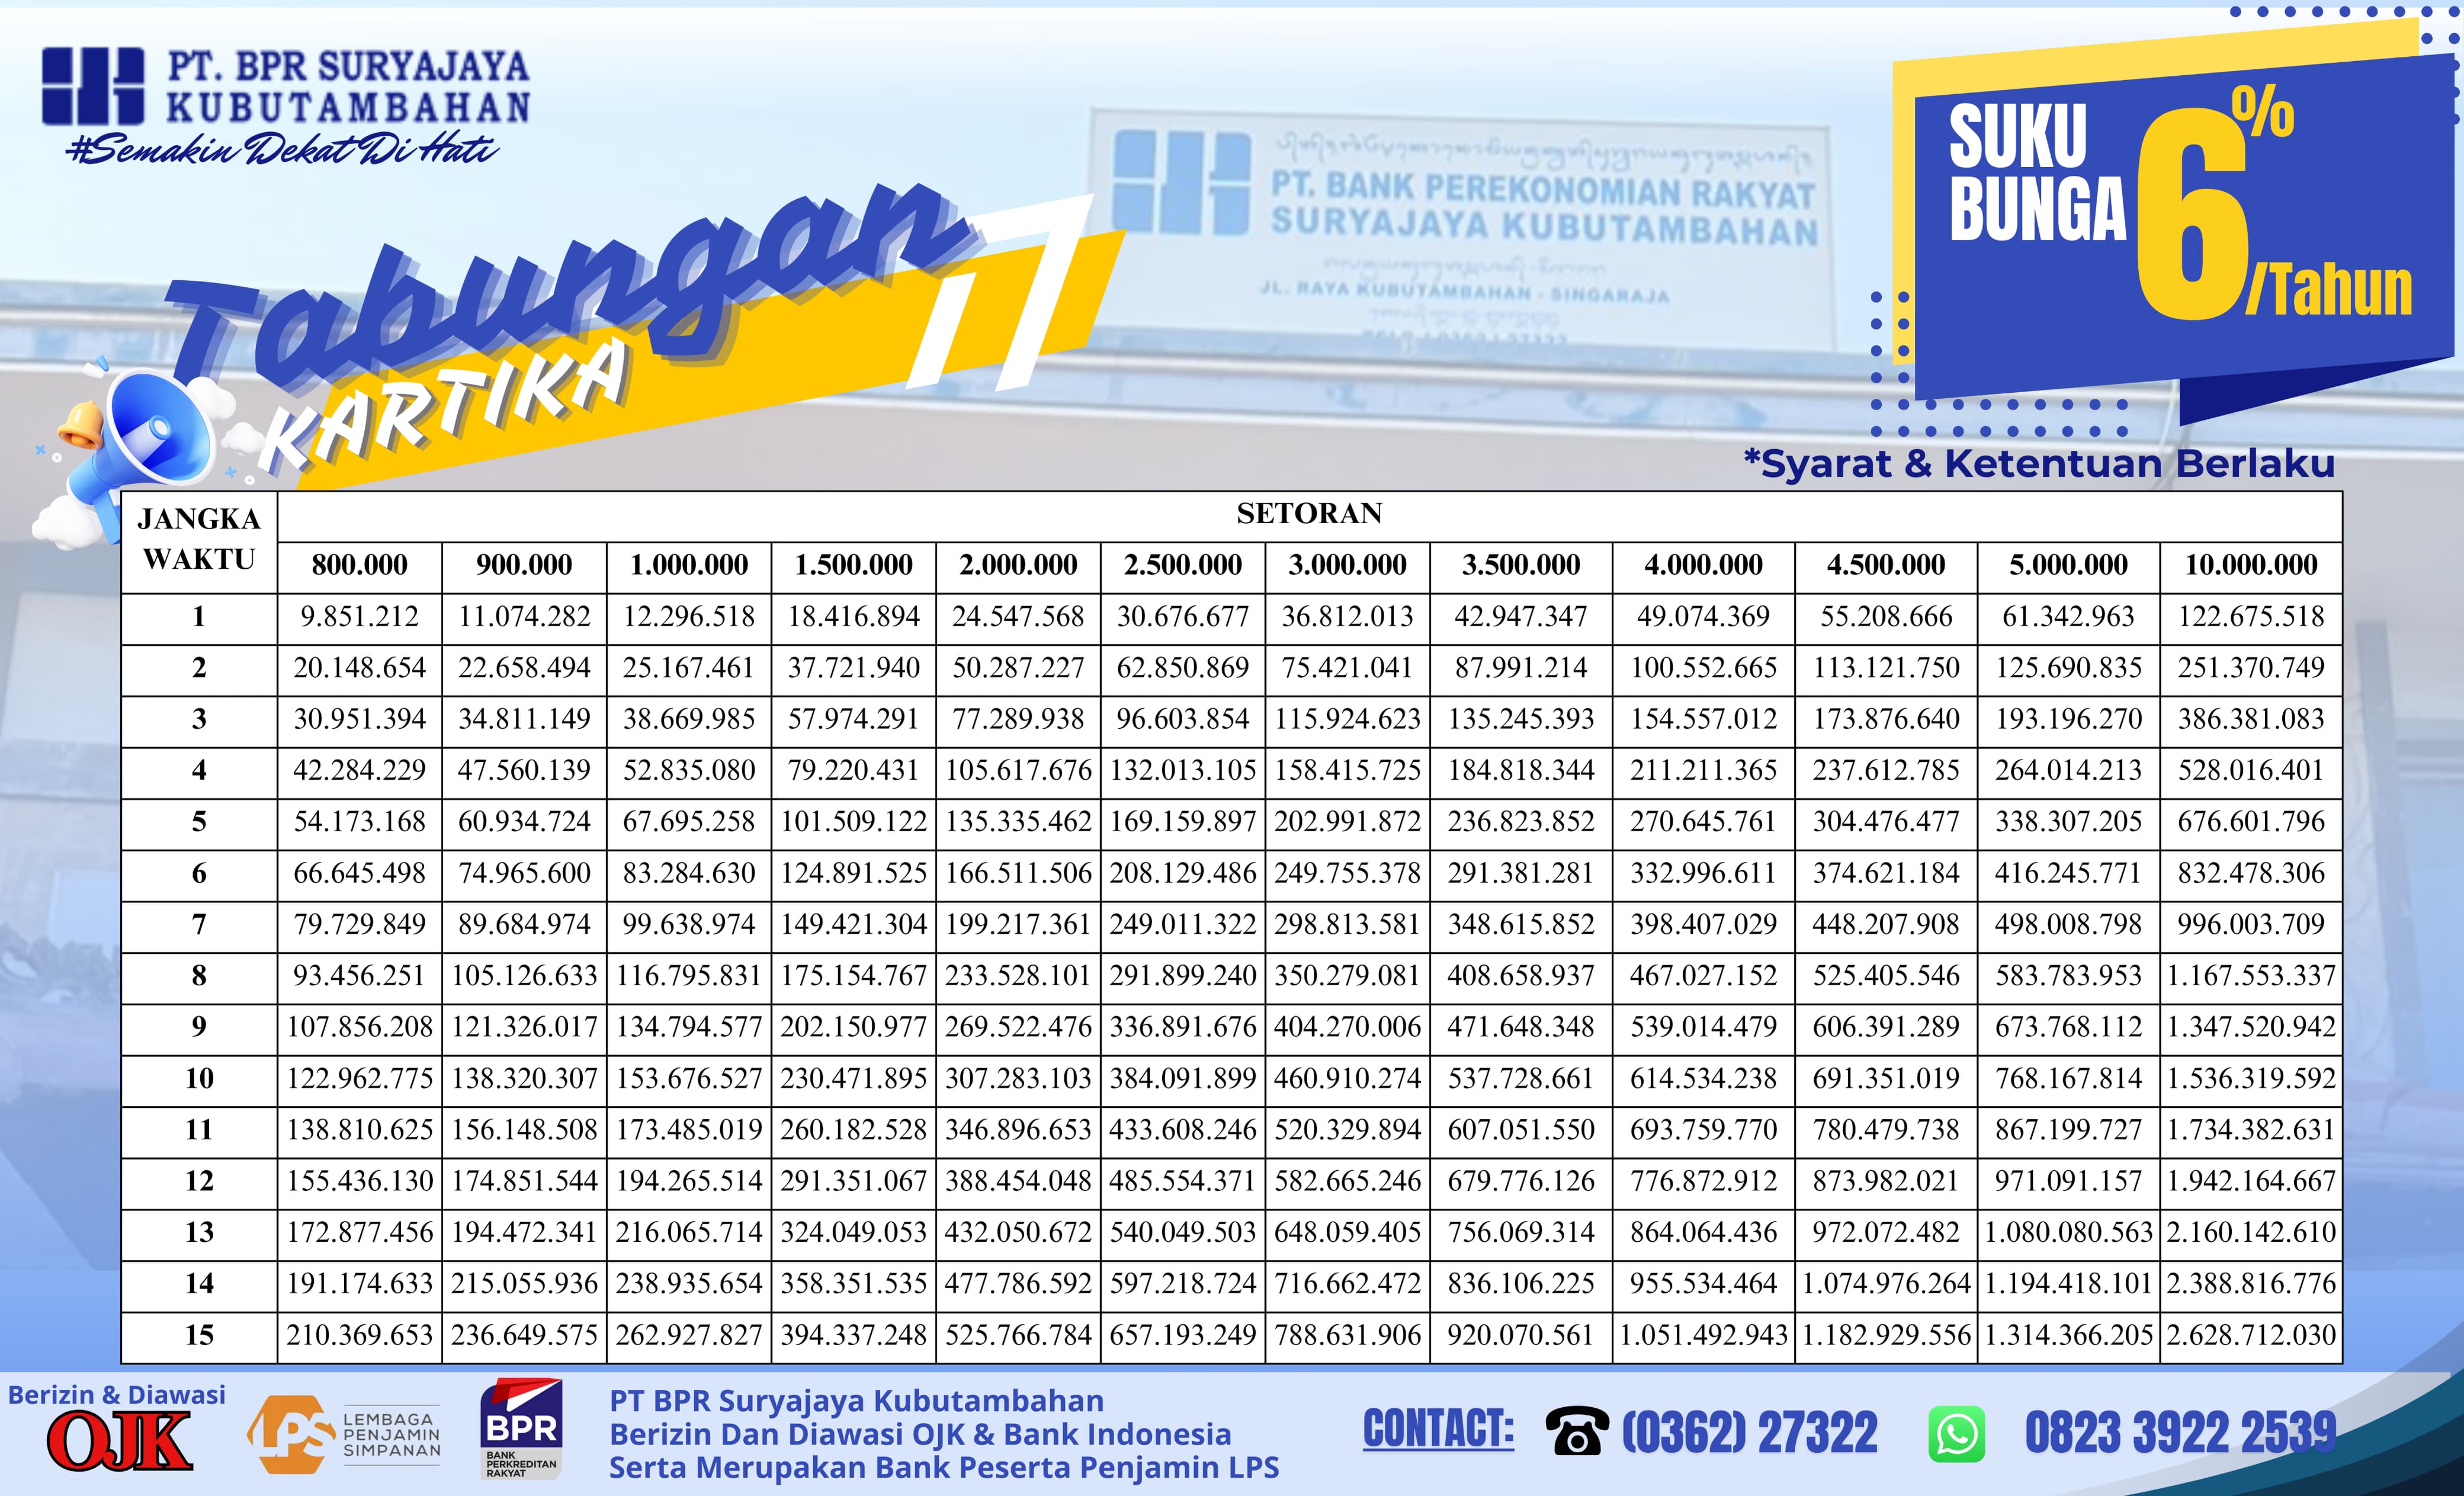 PT. BPR SURYAJAYA
KUBUTAMBAHAN
#Semakin Dekat Di Hati
PT. BANK PEREKONOMIAN RAKYAT
SURYAJAYA KUBUTAMBAHAN
JL. RAYA KUBUTAMBAHAN - SINGARAJA
SUKU
BUNGA
6%
/Tahun
Tabungan
KARTIKA
17
*Syarat & Ketentuan Berlaku
JANGKA WAKTU SETORAN
800.000 900.000 1.000.000 1.500.000 2.000.000 2.500.000 3.000.000 3.500.000 4.000.000 4.500.000 5.000.000 10.000.000
1 9.851.212 11.074.282 12.296.518 18.416.894 24.547.568 30.676.677 36.812.013 42.947.347 49.074.369 55.208.666 61.342.963 122.675.518
2 20.148.654 22.658.494 25.167.461 37.721.940 50.287.227 62.850.869 75.421.041 87.991.214 100.552.665 113.121.750 125.690.835 251.370.749
3 30.951.394 34.811.149 38.669.985 57.974.291 77.289.938 96.603.854 115.924.623 135.245.393 154.557.012 173.876.640 193.196.270 386.381.083
4 42.284.229 47.560.139 52.835.080 79.220.431 105.617.676 132.013.105 158.415.725 184.818.344 211.211.365 237.612.785 264.014.213 528.016.401
5 54.173.168 60.934.724 67.695.258 101.509.122 135.335.462 169.159.897 202.991.872 236.823.852 270.645.761 304.476.477 338.307.205 676.601.796
6 66.645.498 74.965.600 83.284.630 124.891.525 166.511.506 208.129.486 249.755.378 291.381.281 332.996.611 374.621.184 416.245.771 832.478.306
7 79.729.849 89.684.974 99.638.974 149.421.304 199.217.361 249.011.322 298.813.581 348.615.852 398.407.029 448.207.908 498.008.798 996.003.709
8 93.456.251 105.126.633 116.795.831 175.154.767 233.528.101 291.899.240 350.279.081 408.658.937 467.027.152 525.405.546 583.783.953 1.167.553.337
9 107.856.208 121.326.017 134.794.577 202.150.977 269.522.476 336.891.676 404.270.006 471.648.348 539.014.479 606.391.289 673.768.112 1.347.520.942
10 122.962.775 138.320.307 153.676.527 230.471.895 307.283.103 384.091.899 460.910.274 537.728.661 614.534.238 691.351.019 768.167.814 1.536.319.592
11 138.810.625 156.148.508 173.485.019 260.182.528 346.896.653 433.608.246 520.329.894 607.051.550 693.759.770 780.479.738 867.199.727 1.734.382.631
12 155.436.130 174.851.544 194.265.514 291.351.067 388.454.048 485.554.371 582.665.246 679.776.126 776.872.912 873.982.021 971.091.157 1.942.164.667
13 172.877.456 194.472.341 216.065.714 324.049.053 432.050.672 540.049.503 648.059.405 756.069.314 864.064.436 972.072.482 1.080.080.563 2.160.142.610
14 191.174.633 215.055.936 238.935.654 358.351.535 477.786.592 597.218.724 716.662.472 836.106.225 955.534.464 1.074.976.264 1.194.418.101 2.388.816.776
15 210.369.653 236.649.575 262.927.827 394.337.248 525.766.784 657.193.249 788.631.906 920.070.561 1.051.492.943 1.182.929.556 1.314.366.205 2.628.712.030
Berizin & Diawasi
OJK
LPS
LEMBAGA
PENJAMIN
SIMPANAN
BPR
BANK
PERKREDITAN
RAKYAT
PT BPR Suryajaya Kubutambahan
Berizin Dan Diawasi OJK & Bank Indonesia
Serta Merupakan Bank Peserta Penjamin LPS
CONTACT: (0362) 27322 0823 3922 2539